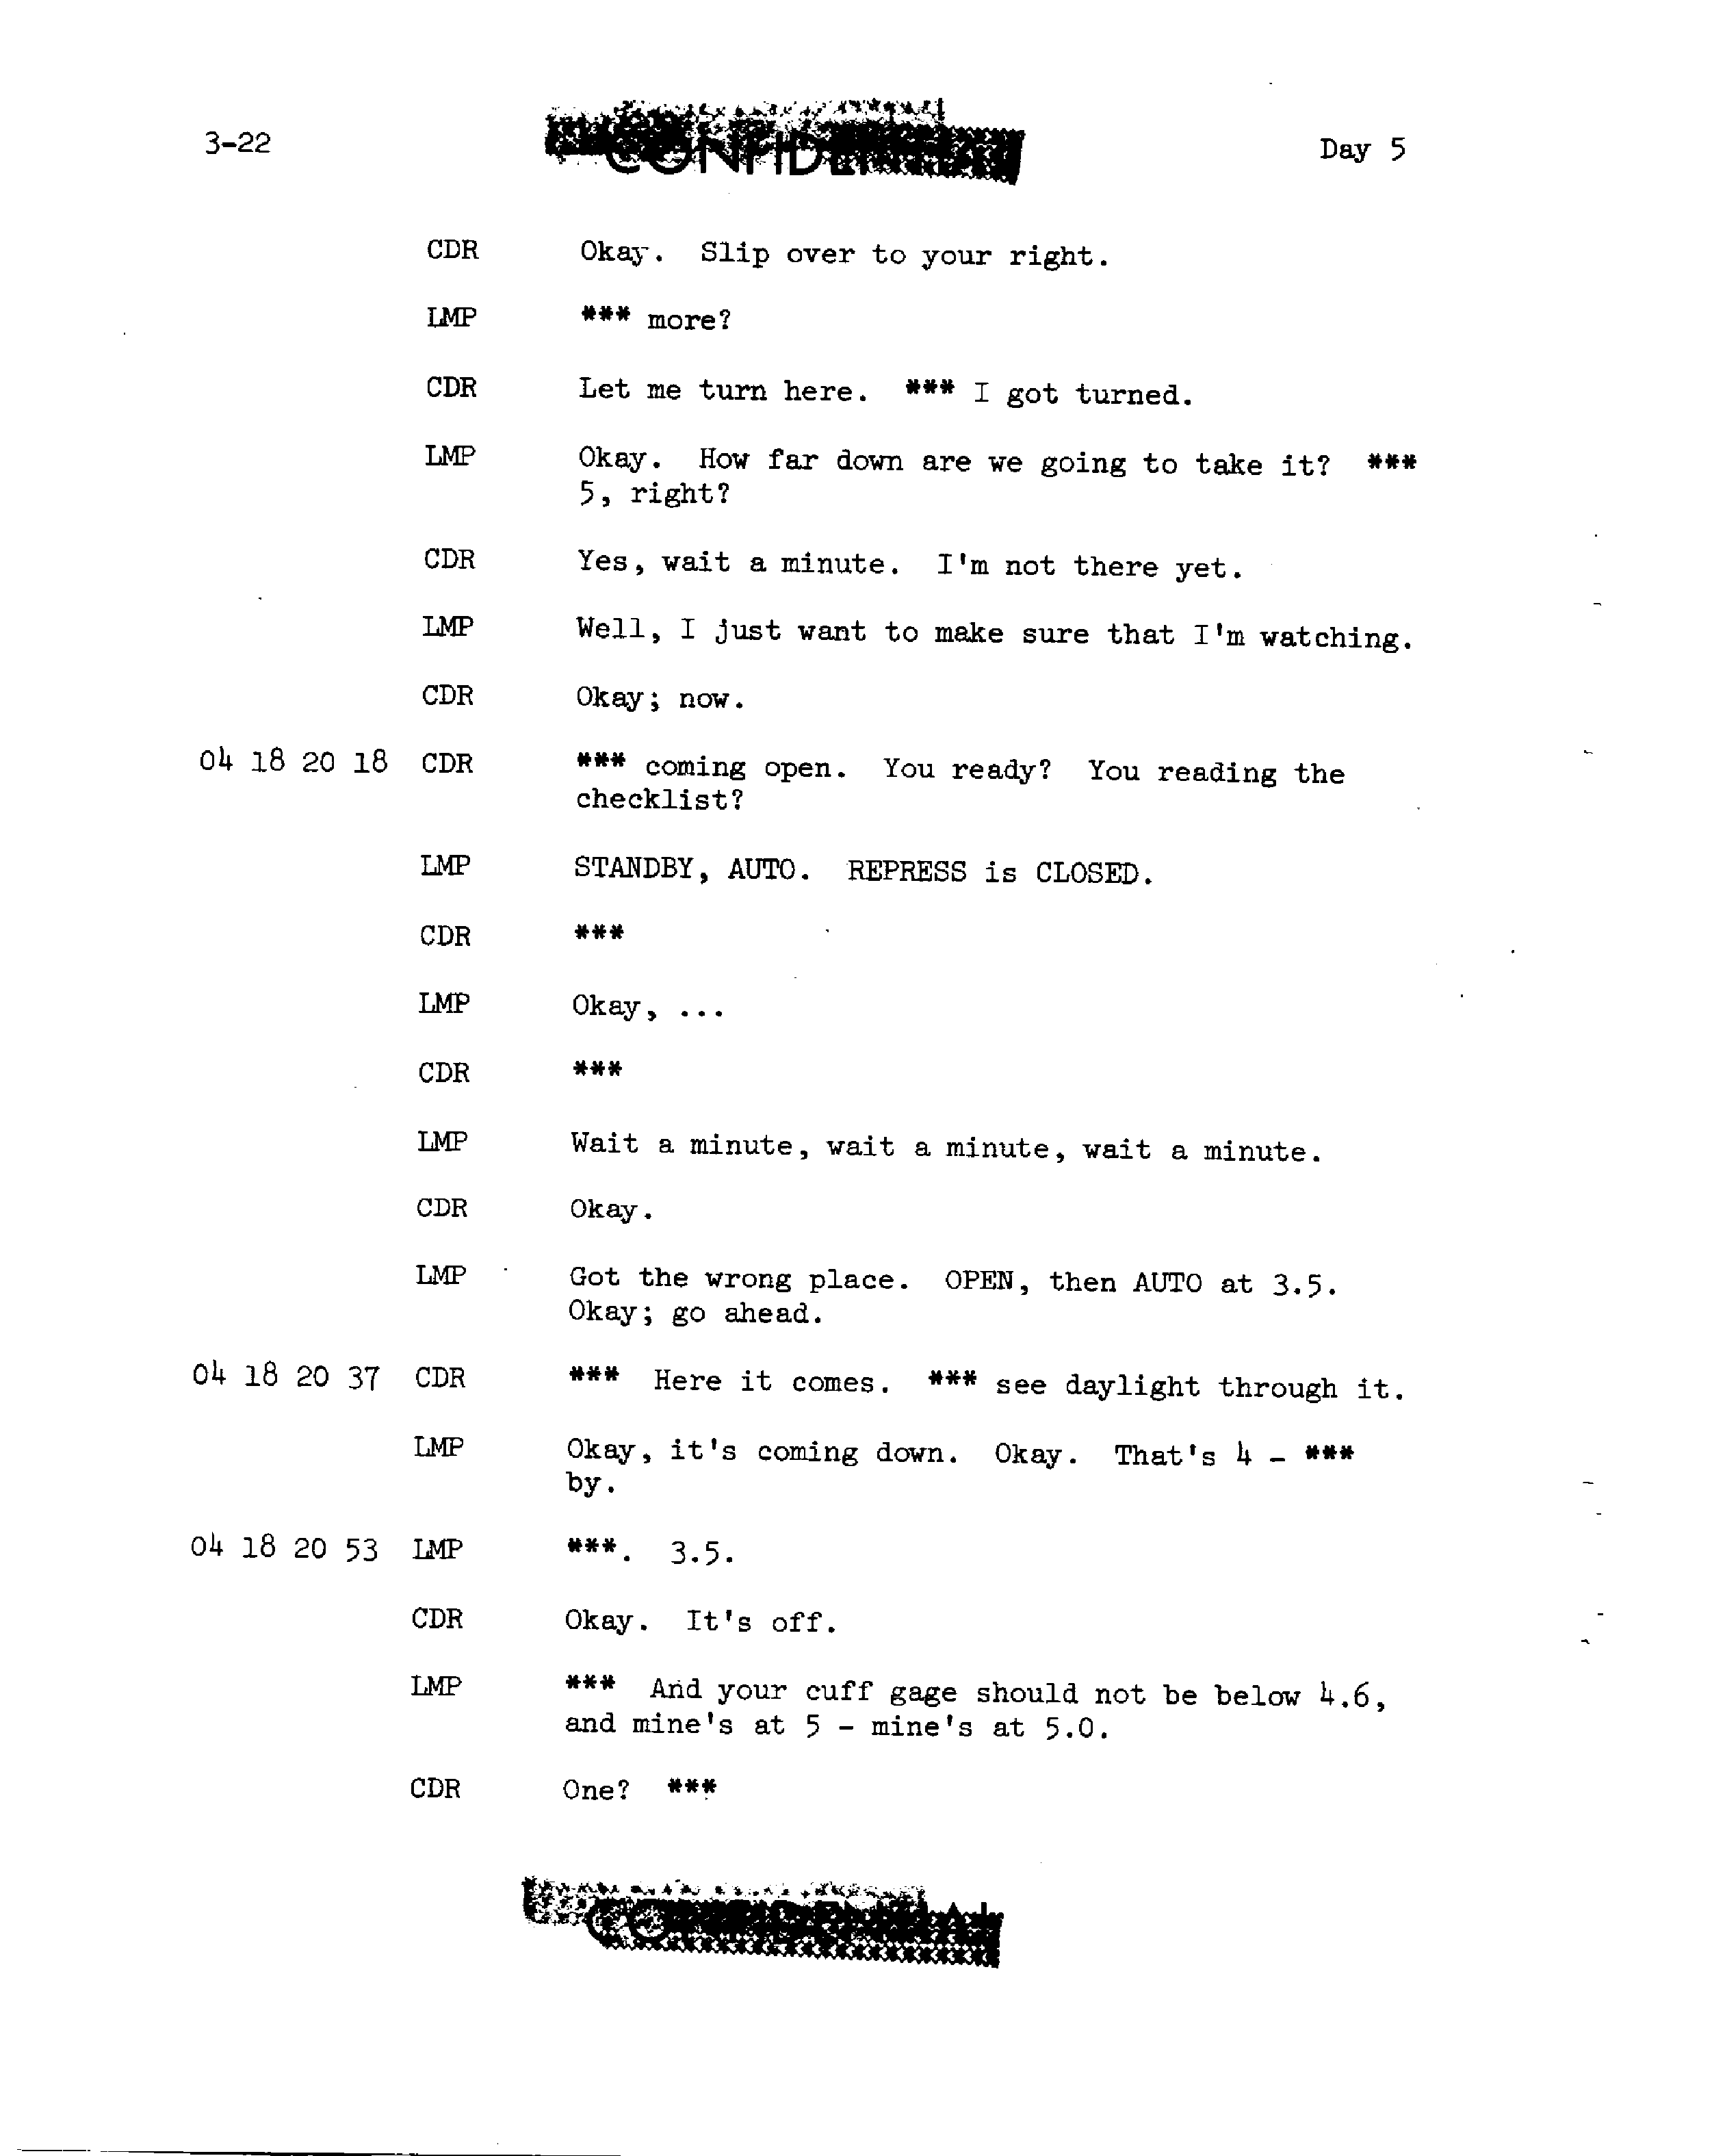 3-22 CONFIDENTIAL Day 5
CDR Okay. Slip over to your right.
LMP *** more?
CDR Let me turn here. *** I got turned.
LMP Okay. How far down are we going to take it? ***
5, right?
CDR Yes, wait a minute. I'm not there yet.
LMP Well, I just want to make sure that I'm watching.
CDR Okay; now.
04 18 20 18 CDR *** coming open. You ready? You reading the
checklist?
LMP STANDBY, AUTO. REPRESS is CLOSED.
CDR ***
LMP Okay, ...
CDR ***
LMP Wait a minute, wait a minute, wait a minute.
CDR Okay.
LMP Got the wrong place. OPEN, then AUTO at 3.5.
Okay; go ahead.
04 18 20 37 CDR *** Here it comes. *** see daylight through it.
LMP Okay, it's coming down. Okay. That's 4 - ***
by.
04 18 20 53 LMP ***. 3.5.
CDR Okay. It's off.
LMP *** And your cuff gage should not be below 4.6,
and mine's at 5 - mine's at 5.0.
CDR One? ***
CONFIDENTIAL